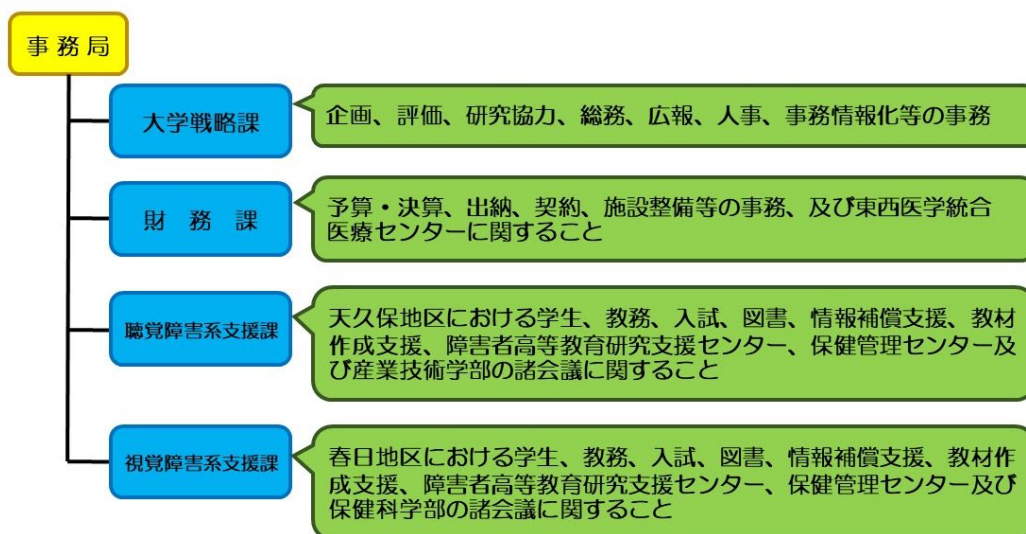 事務局
大学戦略課
企画、評価、研究協力、総務、広報、人事、事務情報化等の事務
財務課
予算・決算、出納、契約、施設整備等の事務、及び東西医学統合
医療センターに関すること
聴覚障害系支援課
天久保地区における学生、教務、入試、図書、情報補償支援、教材
作成支援、障害者高等教育研究支援センター、保健管理センター及
び産業技術学部の諸会議に関すること
視覚障害系支援課
春日地区における学生、教務、入試、図書、情報補償支援、教材作
成支援、障害者高等教育研究支援センター、保健管理センター及び
保健科学部の諸会議に関すること